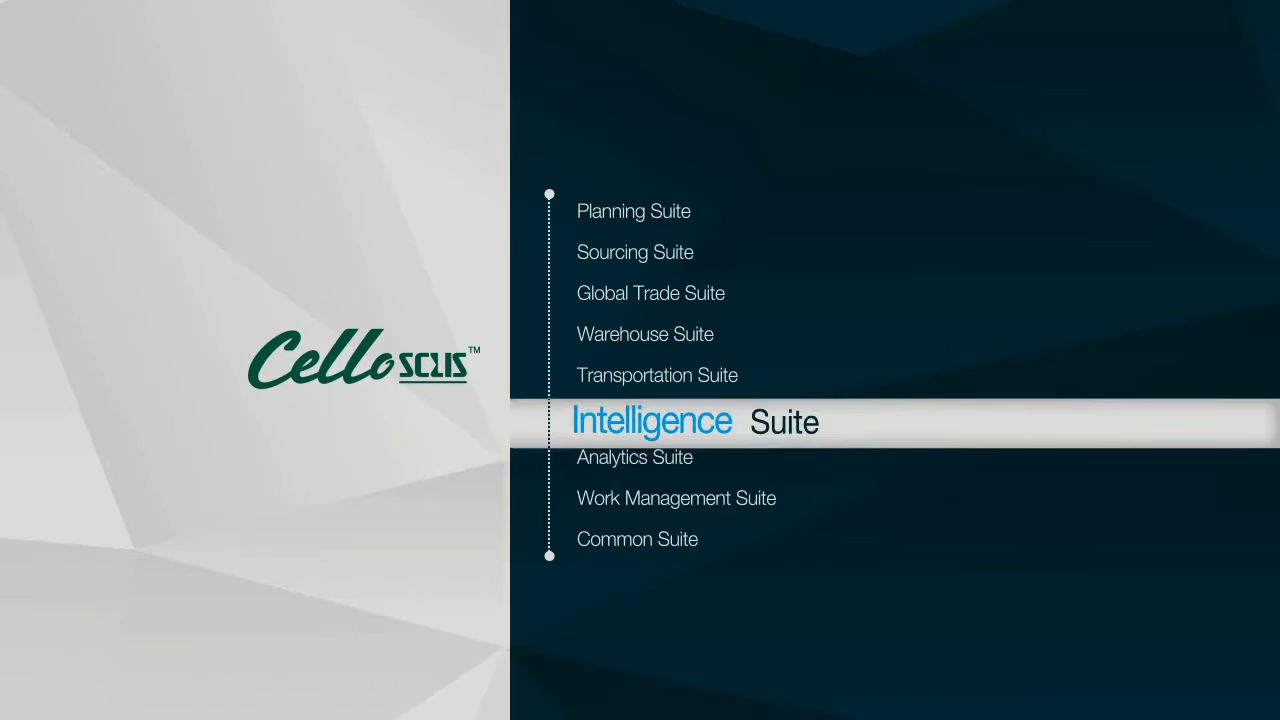 Cello SCLIS™
Planning Suite
Sourcing Suite
Global Trade Suite
Warehouse Suite
Transportation Suite
Intelligence Suite
Analytics Suite
Work Management Suite
Common Suite